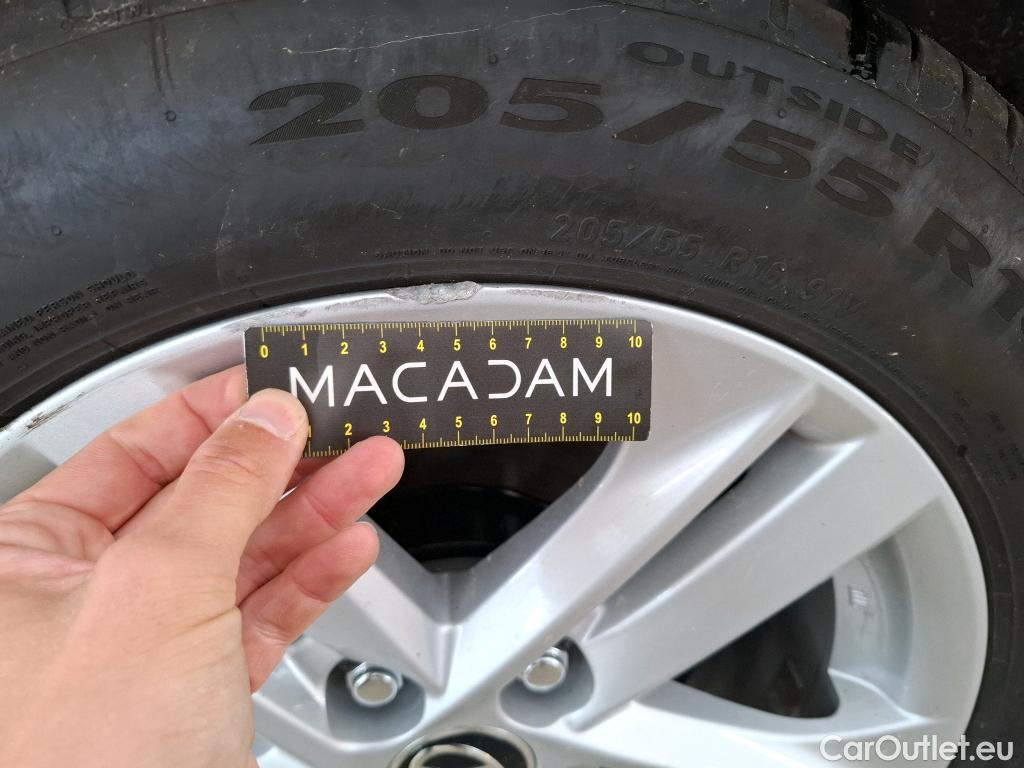 OUTSIDE
205/55 R1
205/55 R16 91V
0 1 2 3 4 5 6 7 8 9 10
MACADAM
1 2 3 4 5 6 7 8 9 10
CarOutlet.eu